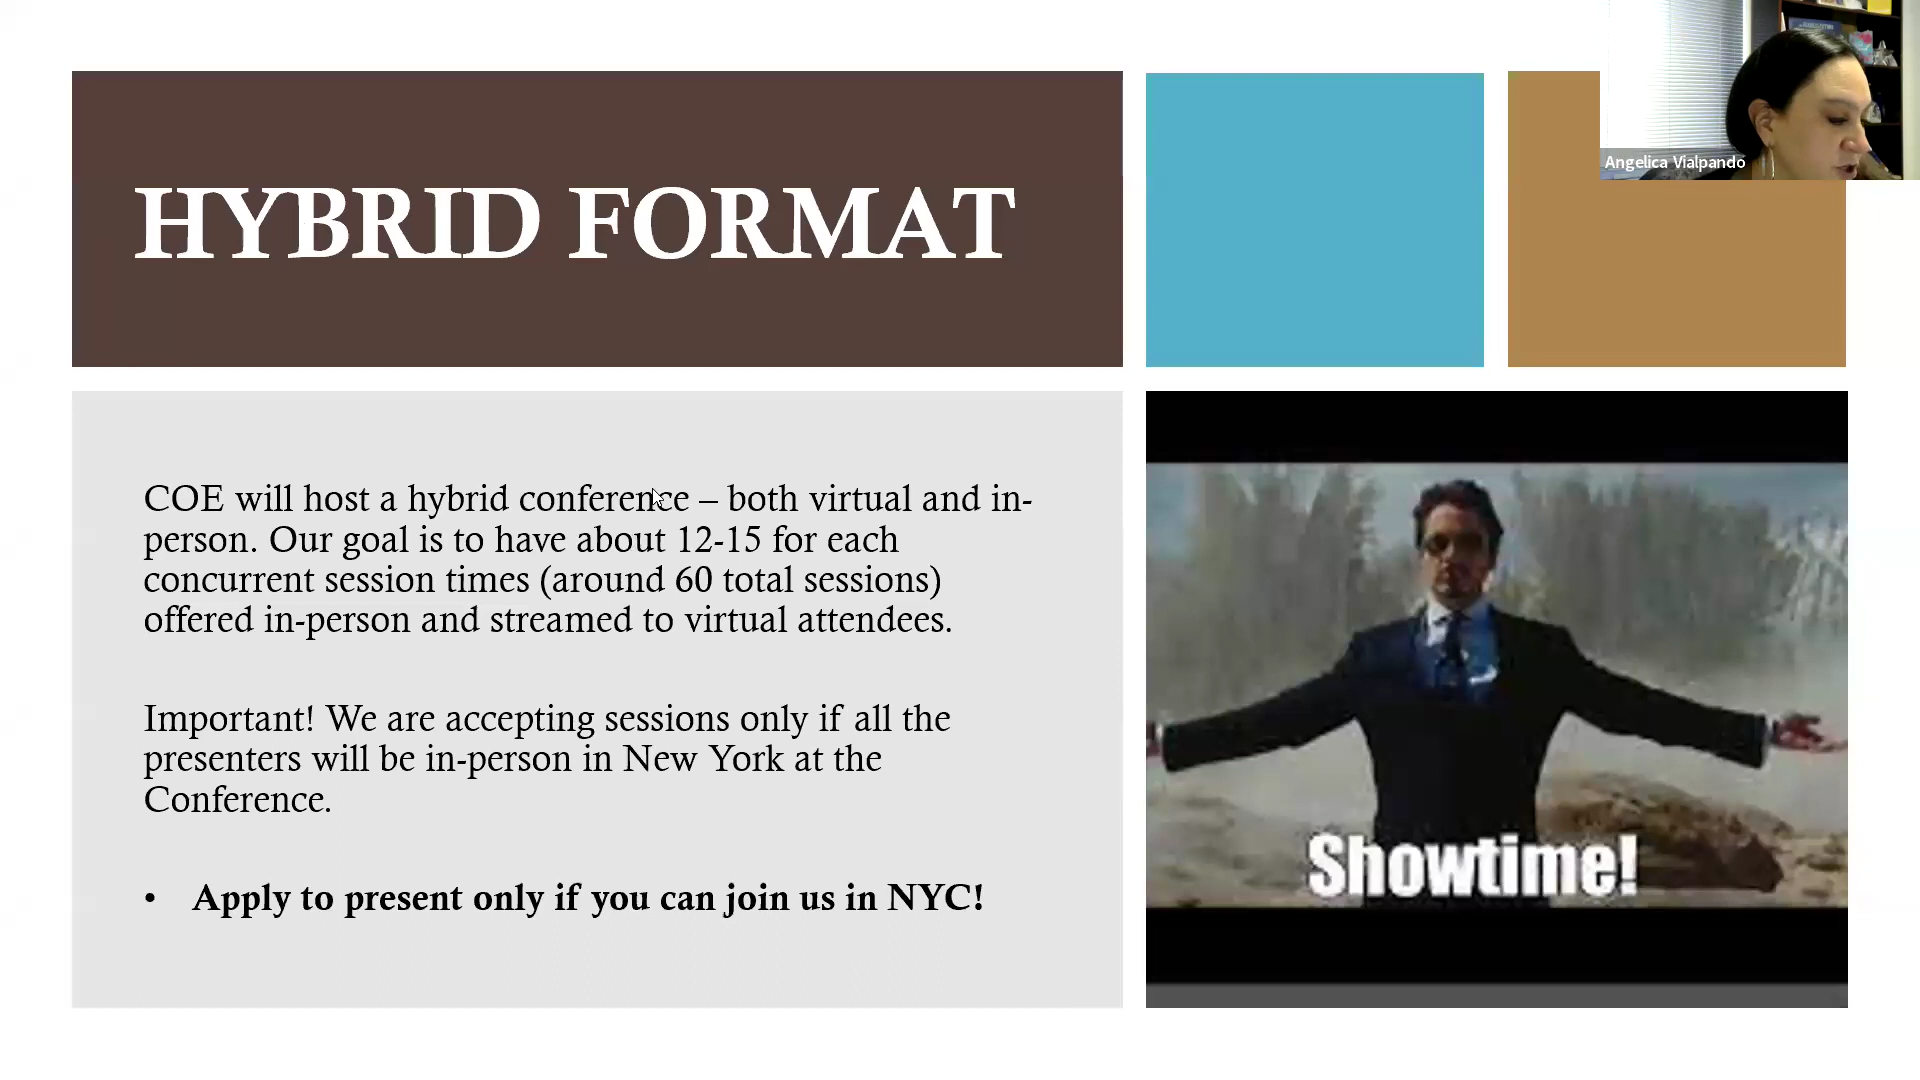 HYBRID FORMAT
Angelica Vialpando
COE will host a hybrid conference – both virtual and in-
person. Our goal is to have about 12-15 for each
concurrent session times (around 60 total sessions)
offered in-person and streamed to virtual attendees.
Important! We are accepting sessions only if all the
presenters will be in-person in New York at the
Conference.
• Apply to present only if you can join us in NYC!
Showtime!